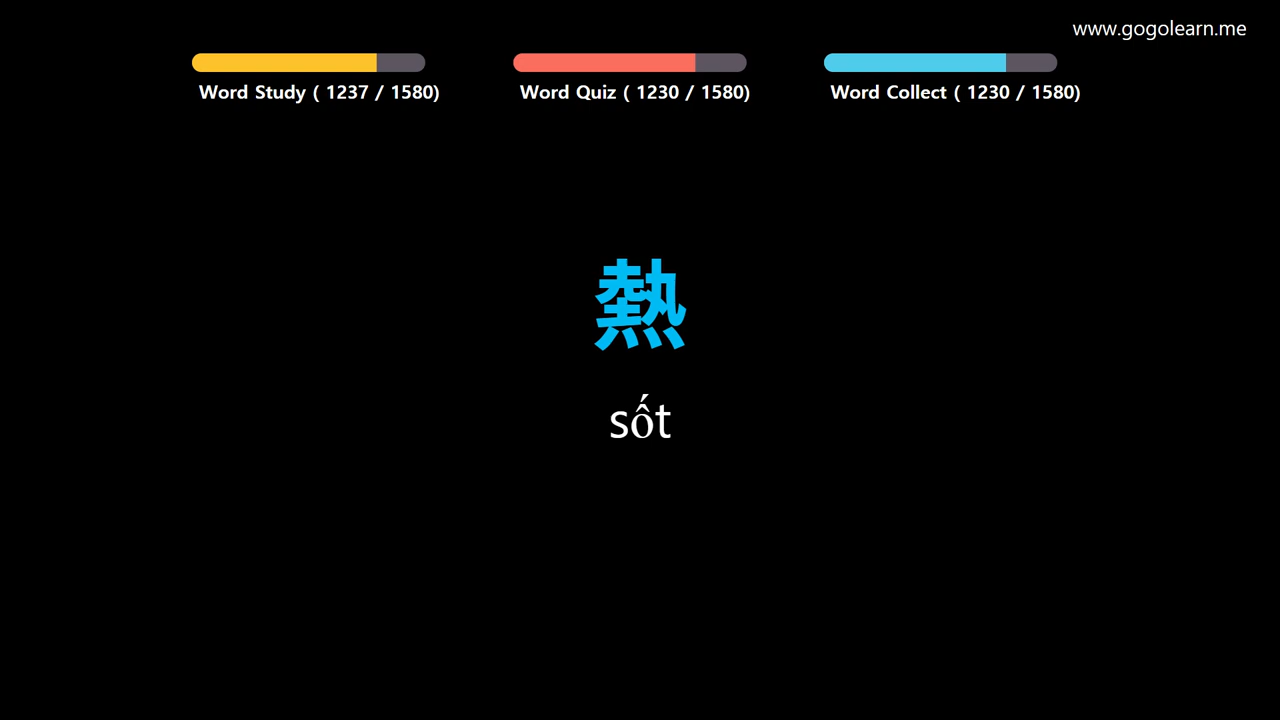 www.gogolearn.me
Word Study ( 1237 / 1580)
Word Quiz ( 1230 / 1580)
Word Collect ( 1230 / 1580)
熱
sốt